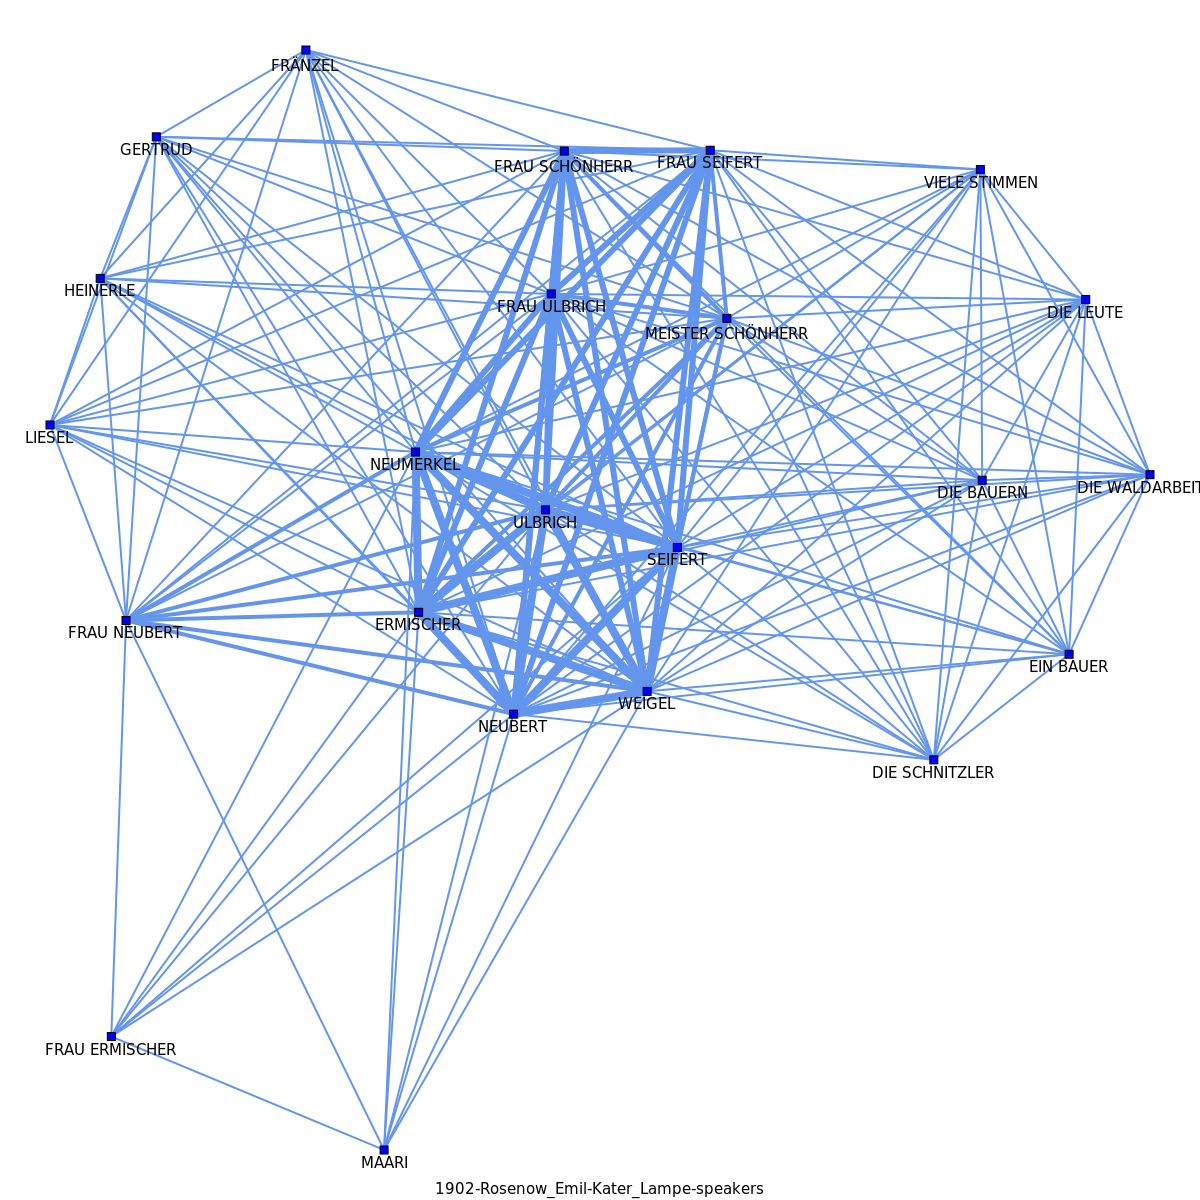 FRÄNZEL
GERTRUD
FRAU SCHÖNHERR
FRAU SEIFERT
VIELE STIMMEN
HEINERLE
FRAU ULBRICH
DIE LEUTE
MEISTER SCHÖNHERR
LIESEL
NEUMERKEL
DIE BAUERN
DIE WALDARBEIT
ULBRICH
SEIFERT
FRAU NEUBERT
ERMISCHER
EIN BAUER
WEIGEL
NEUBERT
DIE SCHNITZLER
FRAU ERMISCHER
MAARI
1902-Rosenow_Emil-Kater_Lampe-speakers